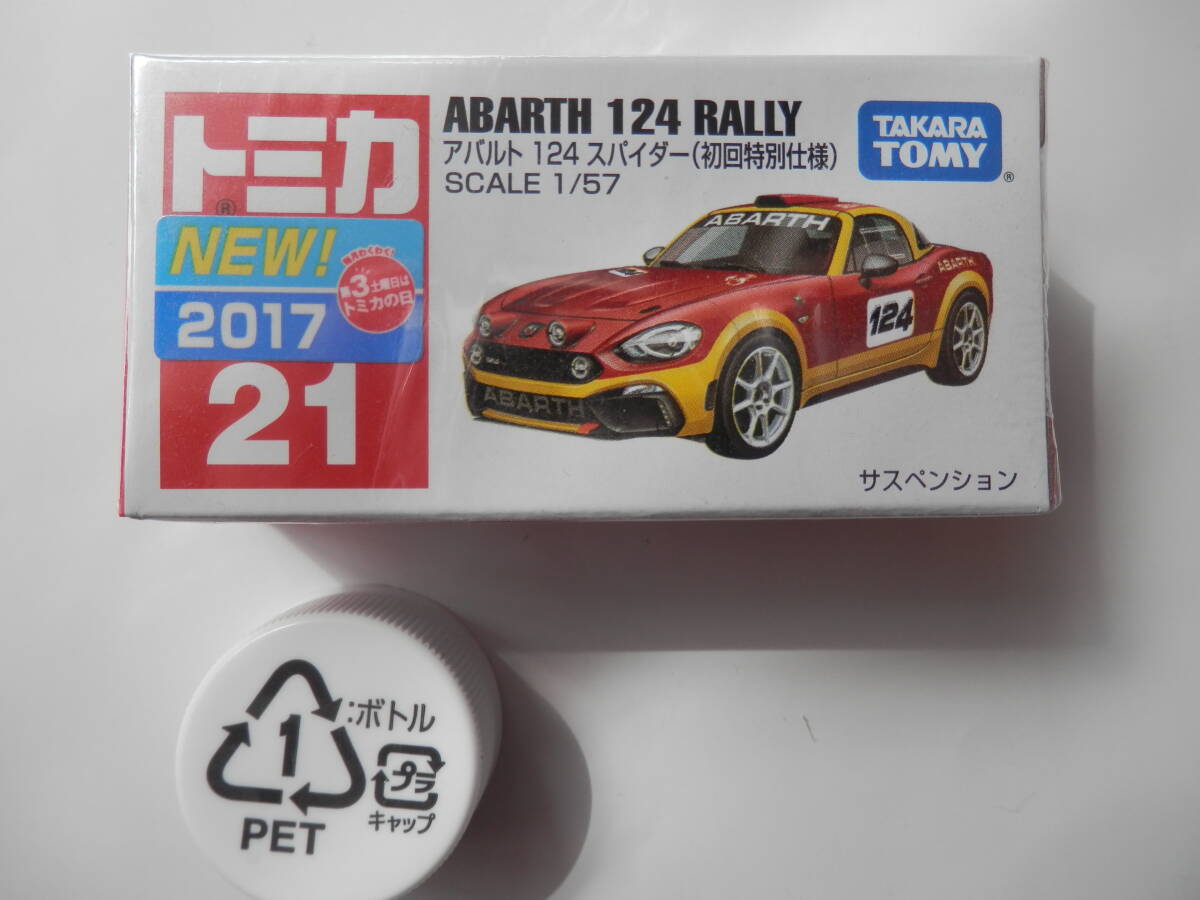 トミカ
®
NEW!
2017
発見わくわく!
第3土曜日は
トミカの日
21
ABARTH 124 RALLY
アバルト 124 スパイダー(初回特別仕様)
SCALE 1/57
TAKARA
TOMY
®
ABARTH
ABARTH
124
ABARTH
サスペンション
1
:ボトル
PET
プラ
キャップ